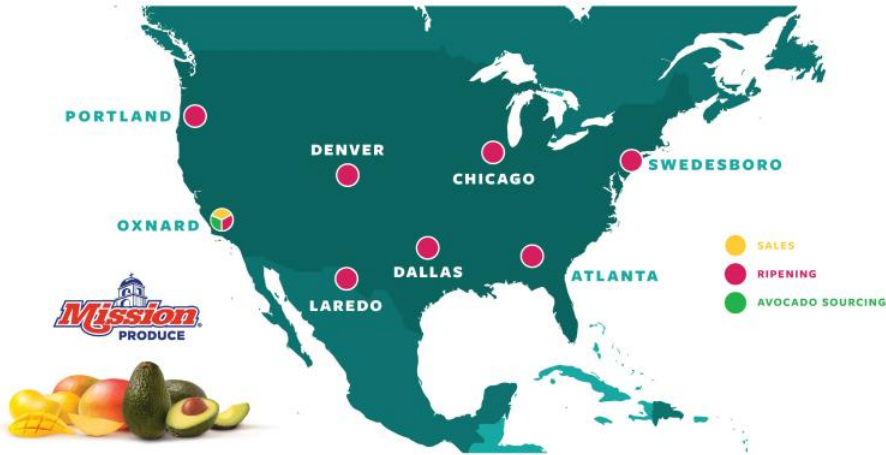 PORTLAND
DENVER
CHICAGO
SWEDESBORO
OXNARD
DALLAS
ATLANTA
LAREDO
SALES
RIPENING
AVOCADO SOURCING
Mission
PRODUCE